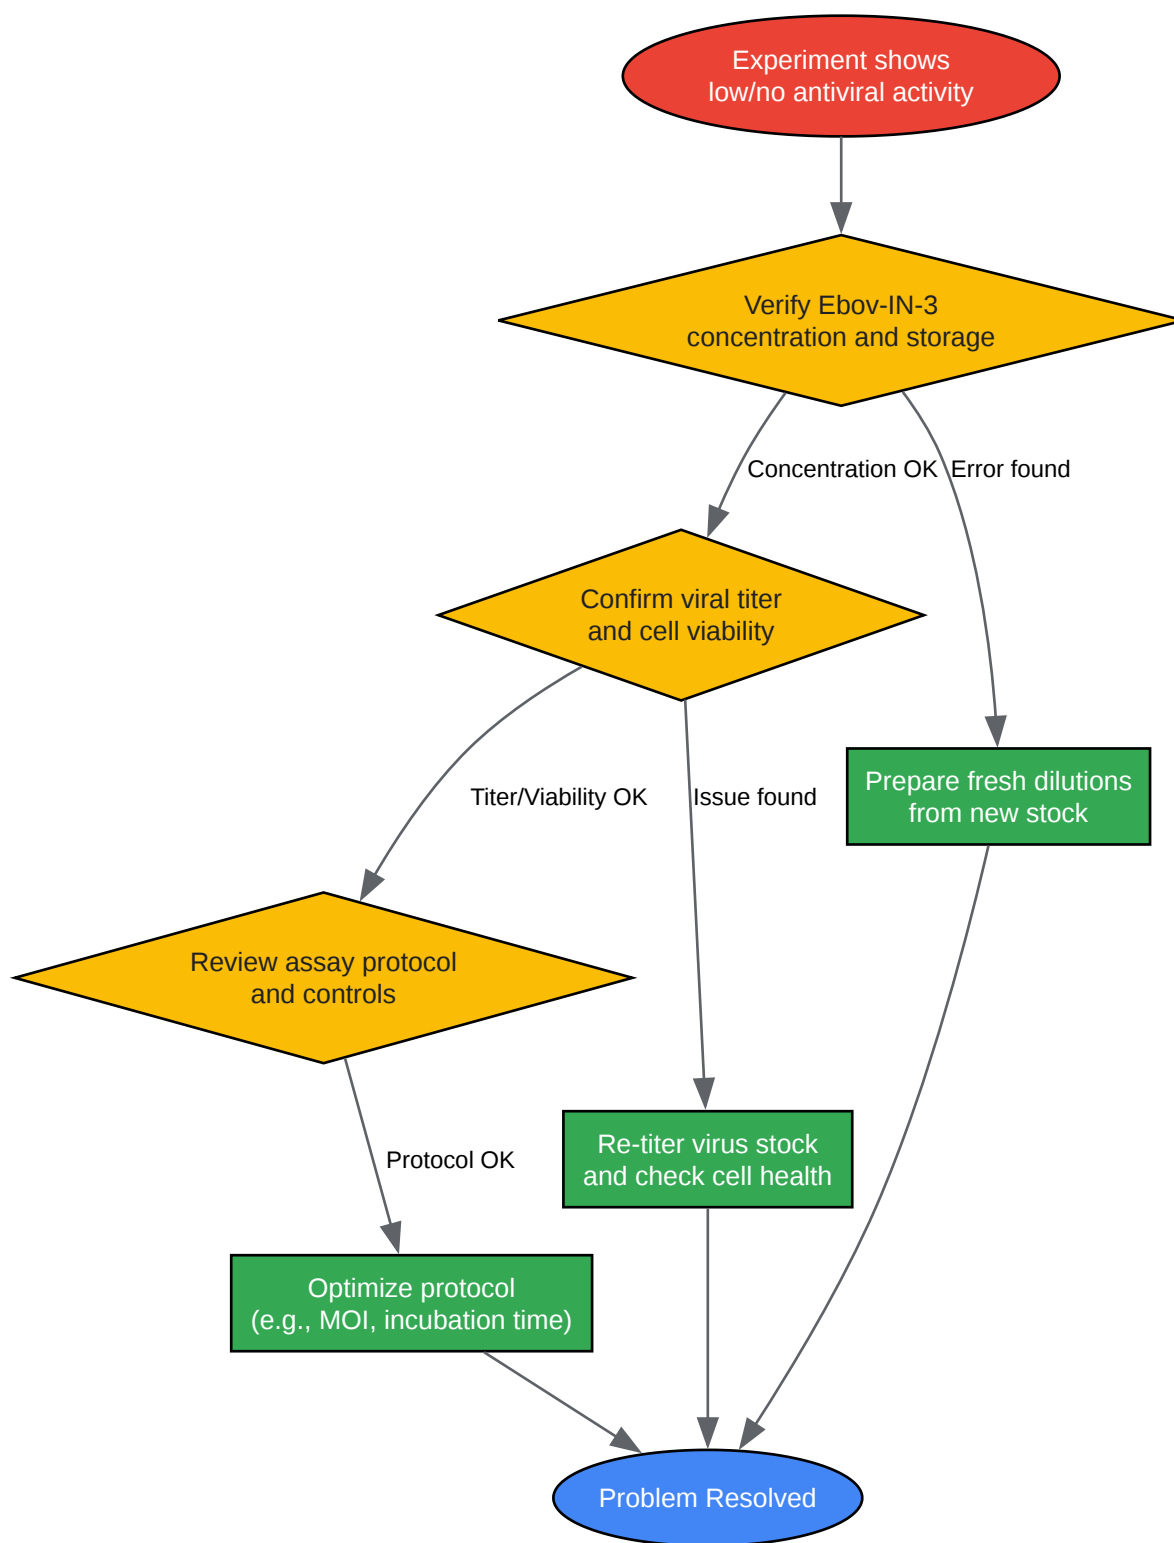 Experiment shows
low/no antiviral activity
Verify Ebov-IN-3
concentration and storage
Concentration OK
Error found
Confirm viral titer
and cell viability
Titer/Viability OK
Issue found
Prepare fresh dilutions
from new stock
Review assay protocol
and controls
Protocol OK
Re-titer virus stock
and check cell health
Optimize protocol
(e.g., MOI, incubation time)
Problem Resolved